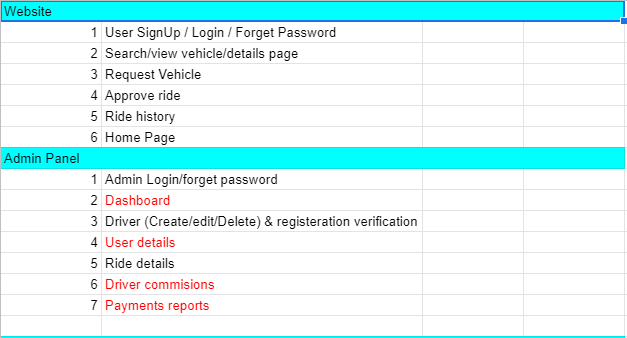 Website
1 User SignUp / Login / Forget Password
2 Search/view vehicle/details page
3 Request Vehicle
4 Approve ride
5 Ride history
6 Home Page
Admin Panel
1 Admin Login/forget password
2 Dashboard
3 Driver (Create/edit/Delete) & registeration verification
4 User details
5 Ride details
6 Driver commisions
7 Payments reports